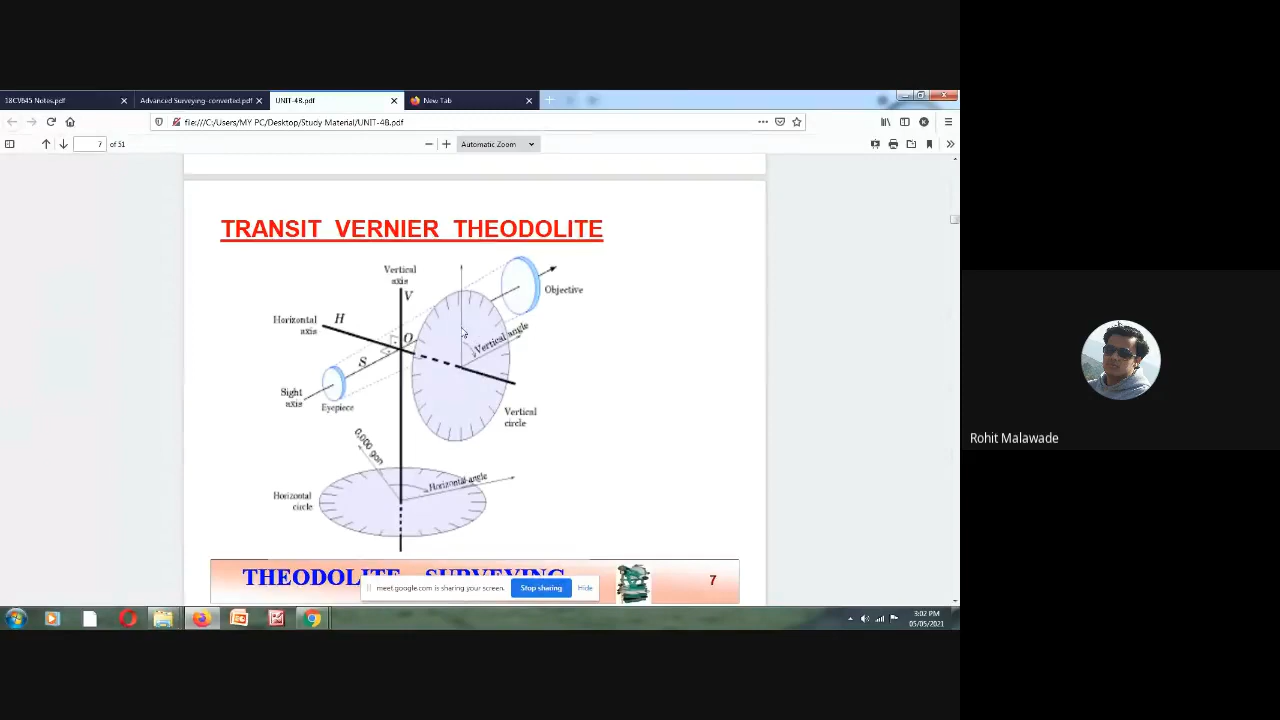 18CV645 Notes.pdf
Advanced Surveying-converted.pdf
UNIT-4B.pdf
New Tab
file:///C:/Users/MY PC/Desktop/Study Material/UNIT-4B.pdf
7 of 51
Automatic Zoom
TRANSIT VERNIER THEODOLITE
Vertical
axis
V
Objective
Horizontal
axis
H
O
Vertical angle
S
Sight
axis
Eyepiece
Vertical
circle
0.000 gon
Horizontal angle
Horizontal
circle
THEODOLITE SURVEYING
7
meet.google.com is sharing your screen.
Stop sharing
Hide
3:02 PM
05/05/2021
Rohit Malawade